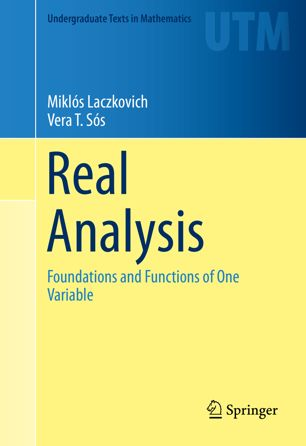 Undergraduate Texts in Mathematics
UTM
Miklós Laczkovich
Vera T. Sós
Real
Analysis
Foundations and Functions of One
Variable
Springer